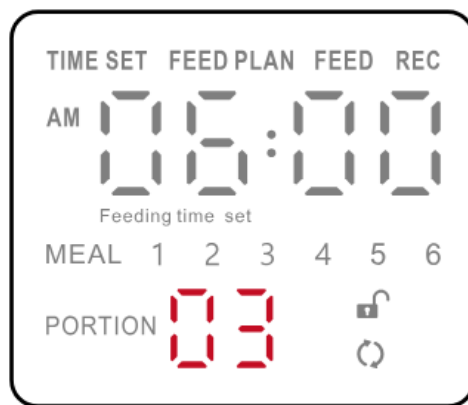 TIME SET FEED PLAN FEED REC
AM 06:00
Feeding time set
MEAL 1 2 3 4 5 6
PORTION 03